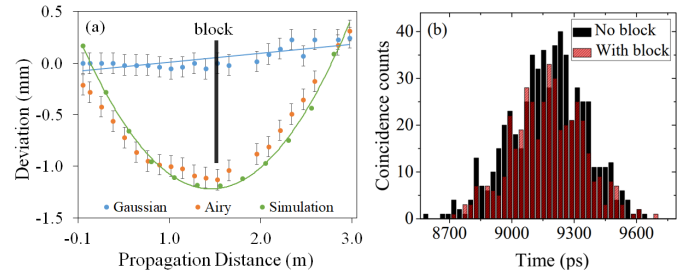 (a)
block
Deviation (mm)
0.0
-0.5
-1.0
-1.5
Gaussian
Airy
Simulation
-0.1
1.0
2.0
3.0
Propagation Distance (m)
(b)
No block
With block
Coincidence counts
40
30
20
10
0
8700
9000
9300
9600
Time (ps)